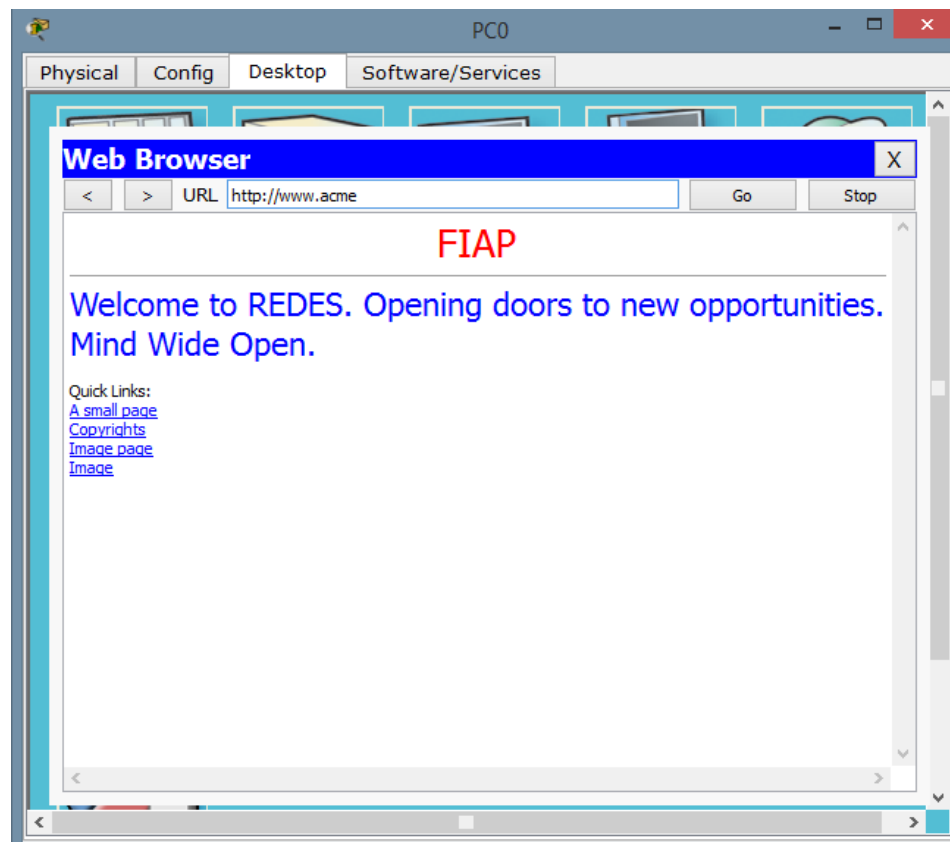 PC0
Physical Config Desktop Software/Services
Web Browser X
< > URL http://www.acme Go Stop
FIAP
Welcome to REDES. Opening doors to new opportunities.
Mind Wide Open.
Quick Links:
A small page
Copyrights
Image page
Image